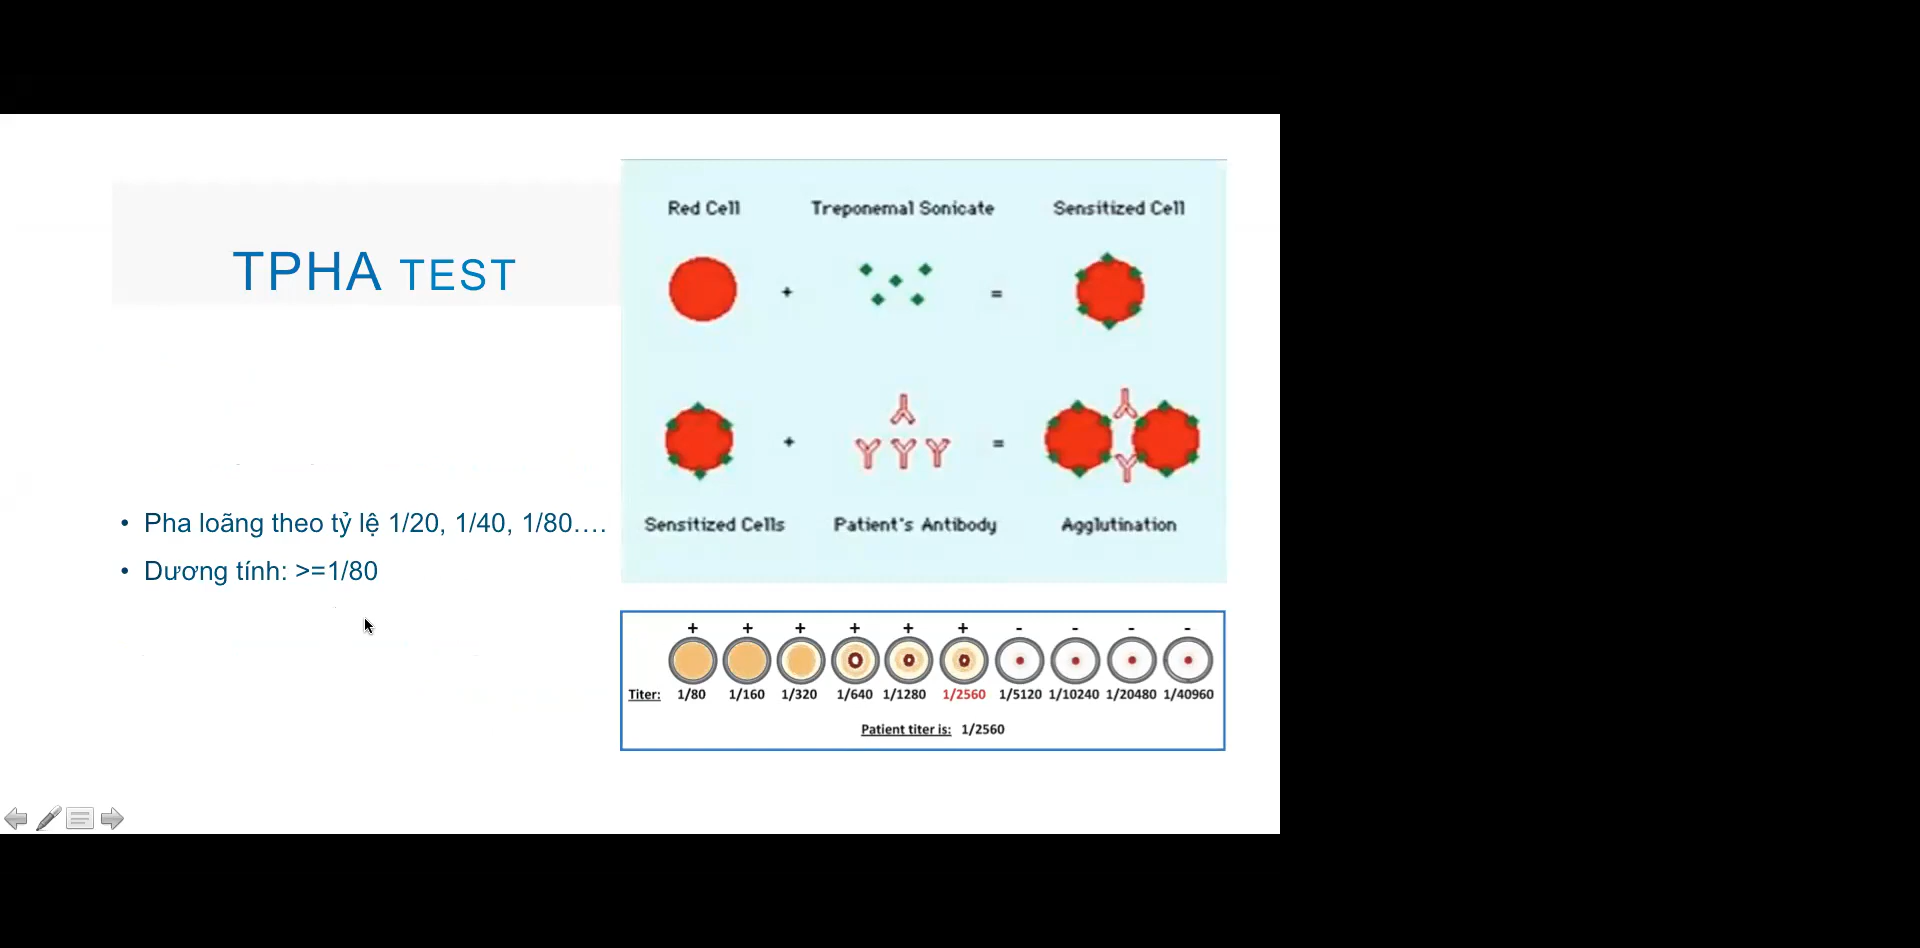 TPHA TEST
• Pha loãng theo tỷ lệ 1/20, 1/40, 1/80….
• Dương tính: >=1/80
Red Cell Treponemal Sonicate Sensitized Cell
+ =
+ =
Sensitized Cells Patient's Antibody Agglutination
+ + + + + + - - - -
Titer: 1/80 1/160 1/320 1/640 1/1280 1/2560 1/5120 1/10240 1/20480 1/40960
Patient titer is: 1/2560